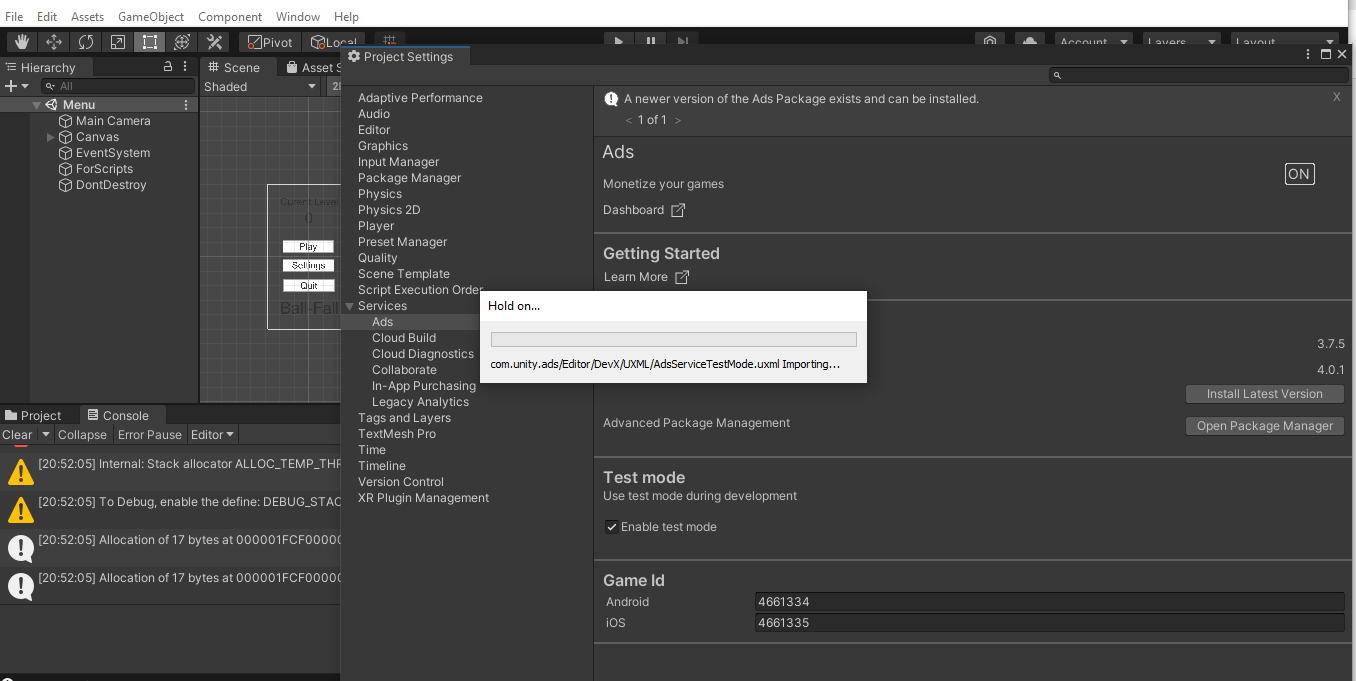 File Edit Assets GameObject Component Window Help
Pivot Local Account Layers Layout
Hierarchy
All
Menu
Main Camera
Canvas
EventSystem
ForScripts
DontDestroy
Scene Asset S
Shaded 2
Curent Level
()
Play
Settings
Quit
Ball-Fall
Project Settings
Adaptive Performance
Audio
Editor
Graphics
Input Manager
Package Manager
Physics
Physics 2D
Player
Preset Manager
Quality
Scene Template
Script Execution Order
Services
Ads
Cloud Build
Cloud Diagnostics
Collaborate
In-App Purchasing
Legacy Analytics
Tags and Layers
TextMesh Pro
Time
Timeline
Version Control
XR Plugin Management
A newer version of the Ads Package exists and can be installed. X
< 1 of 1 >
Ads
ON
Monetize your games
Dashboard
Getting Started
Learn More
Hold on...
com.unity.ads/Editor/DevX/UXML/AdsServiceTestMode.uxml Importing...
3.7.5
4.0.1
Install Latest Version
Advanced Package Management Open Package Manager
Test mode
Use test mode during development
Enable test mode
Game Id
Android 4661334
iOS 4661335
Project Console
Clear Collapse Error Pause Editor
[20:52:05] Internal: Stack allocator ALLOC_TEMP_THR
[20:52:05] To Debug, enable the define: DEBUG_STAC
[20:52:05] Allocation of 17 bytes at 000001FCF0000
[20:52:05] Allocation of 17 bytes at 000001FCF0000